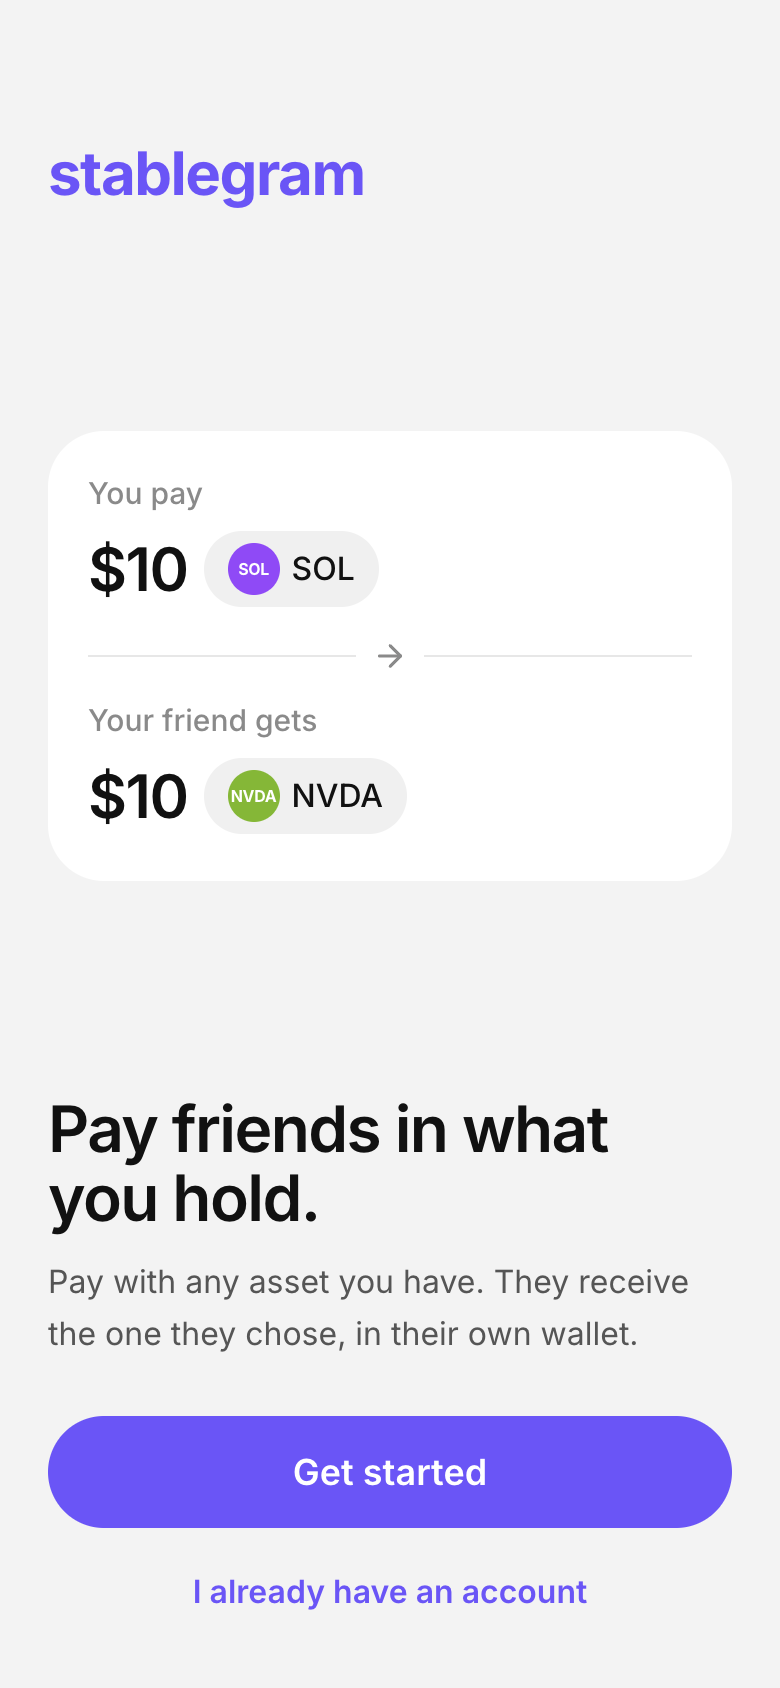 stablegram
You pay
$10 SOL SOL
Your friend gets
$10 NVDA NVDA
Pay friends in what
you hold.
Pay with any asset you have. They receive
the one they chose, in their own wallet.
Get started
I already have an account